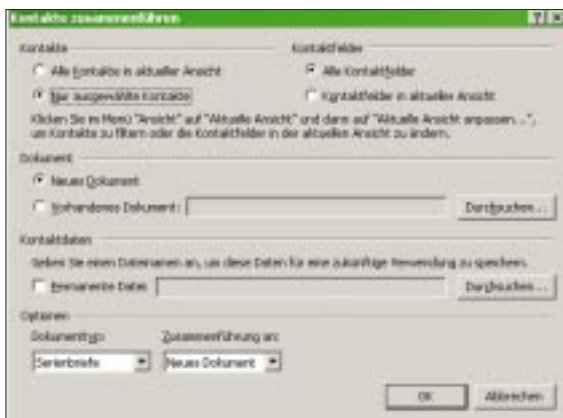 Kontakte zusammenführen
Kontakte
Kontaktfelder
Alle Kontakte in aktueller Ansicht
Alle Kontaktfelder
Nur ausgewählte Kontakte
Kontaktfelder in aktueller Ansicht
Klicken Sie im Menü "Ansicht" auf "Aktuelle Ansicht" und dann auf "Aktuelle Ansicht anpassen...",
um Kontakte zu filtern oder die Kontaktfelder in der aktuellen Ansicht zu ändern.
Dokument
Neues Dokument
Vorhandenes Dokument:
Durchsuchen...
Kontaktdaten
Geben Sie einen Dateinamen an, um diese Daten für eine zukünftige Verwendung zu speichern.
Permanente Datei
Durchsuchen...
Optionen
Dokumenttyp:
Zusammenführung an:
Serienbriefe
Neues Dokument
OK
Abbrechen